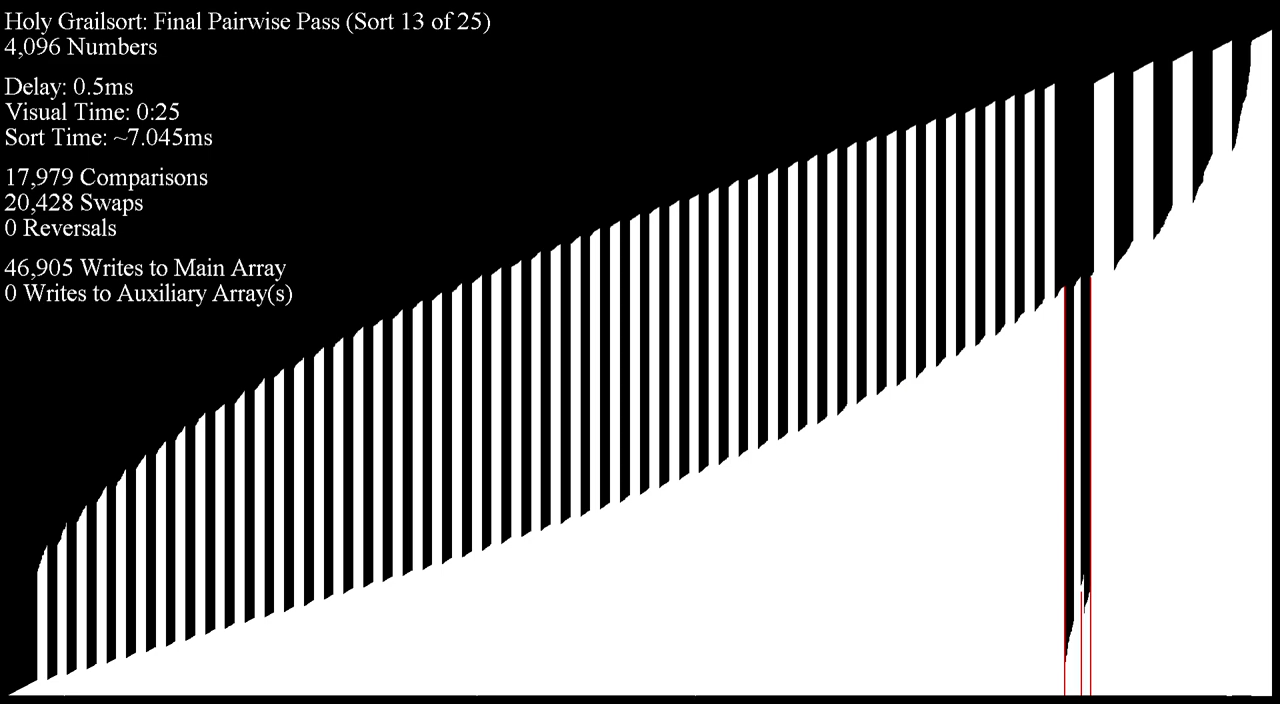 Holy Grailsort: Final Pairwise Pass (Sort 13 of 25)
4,096 Numbers
Delay: 0.5ms
Visual Time: 0:25
Sort Time: ~7.045ms
17,979 Comparisons
20,428 Swaps
0 Reversals
46,905 Writes to Main Array
0 Writes to Auxiliary Array(s)